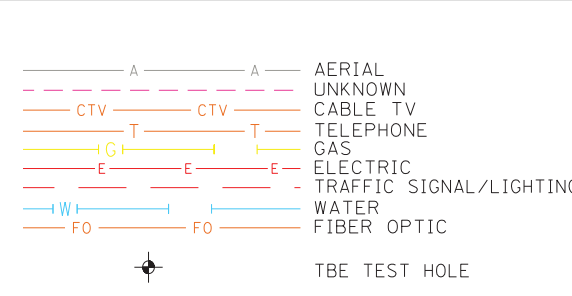 A A AERIAL
UNKNOWN
CTV CTV CABLE TV
T T TELEPHONE
G GAS
E E E ELECTRIC
TRAFFIC SIGNAL/LIGHTING
W WATER
FO FO FIBER OPTIC
TBE TEST HOLE